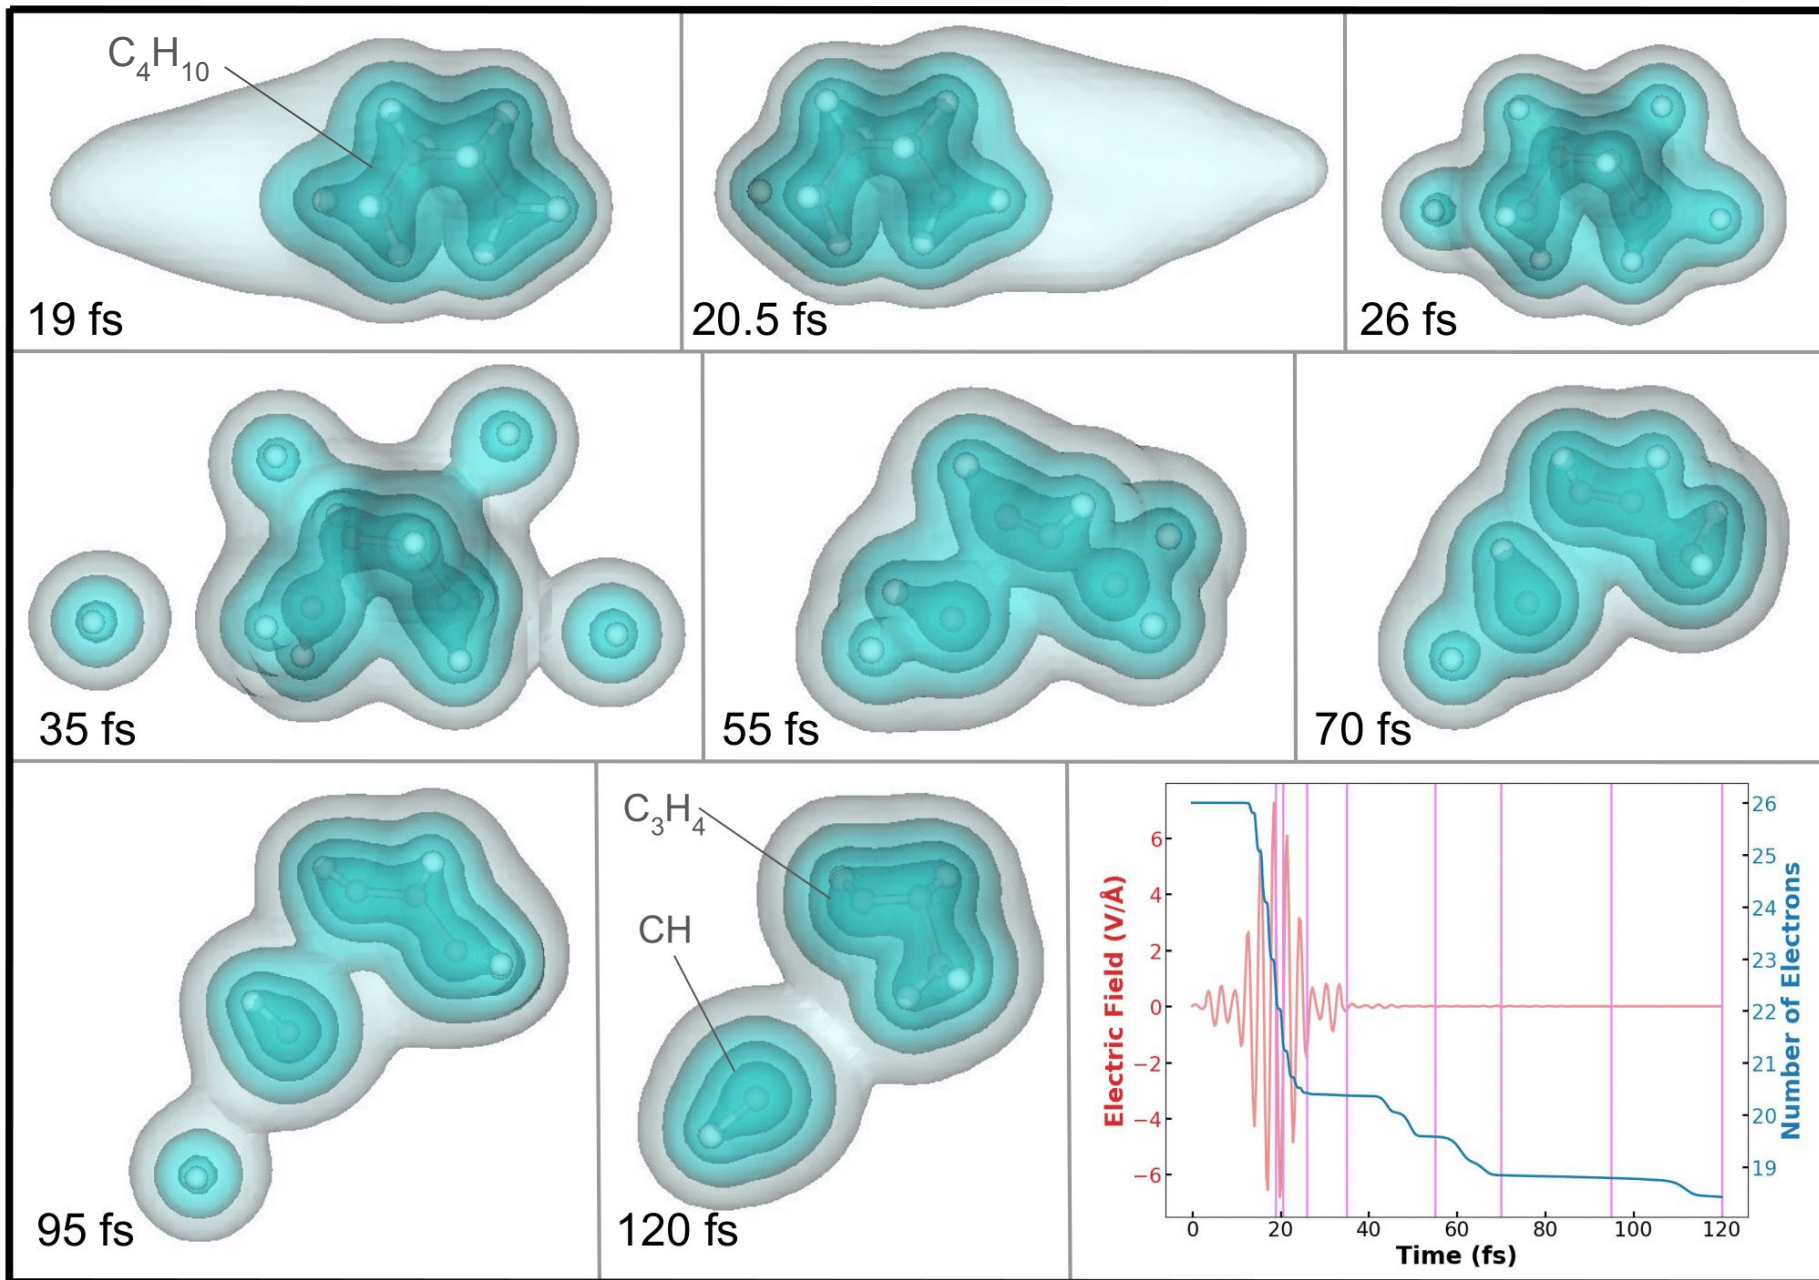 C₄H₁₀
19 fs
20.5 fs
26 fs
35 fs
55 fs
70 fs
95 fs
C₃H₄
CH
120 fs
Electric Field (V/Å)
6
4
2
0
−2
−4
−6
26
25
24
23
22
21
20
19
Number of Electrons
0 20 40 60 80 100 120
Time (fs)